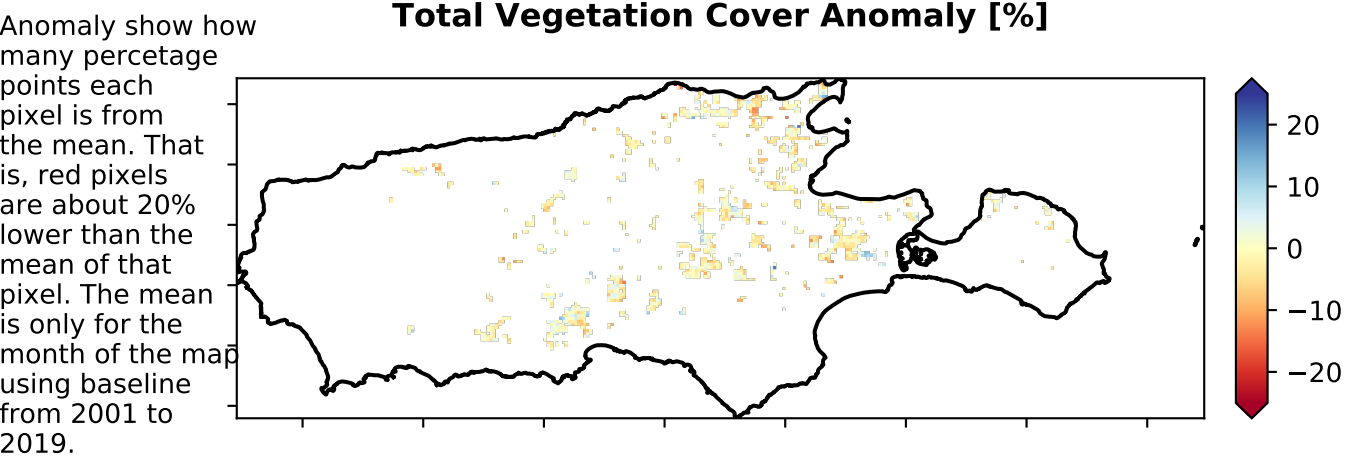 Total Vegetation Cover Anomaly [%]
Anomaly show how
many percetage
points each
pixel is from
the mean. That
is, red pixels
are about 20%
lower than the
mean of that
pixel. The mean
is only for the
month of the map
using baseline
from 2001 to
2019.
20
10
0
−10
−20